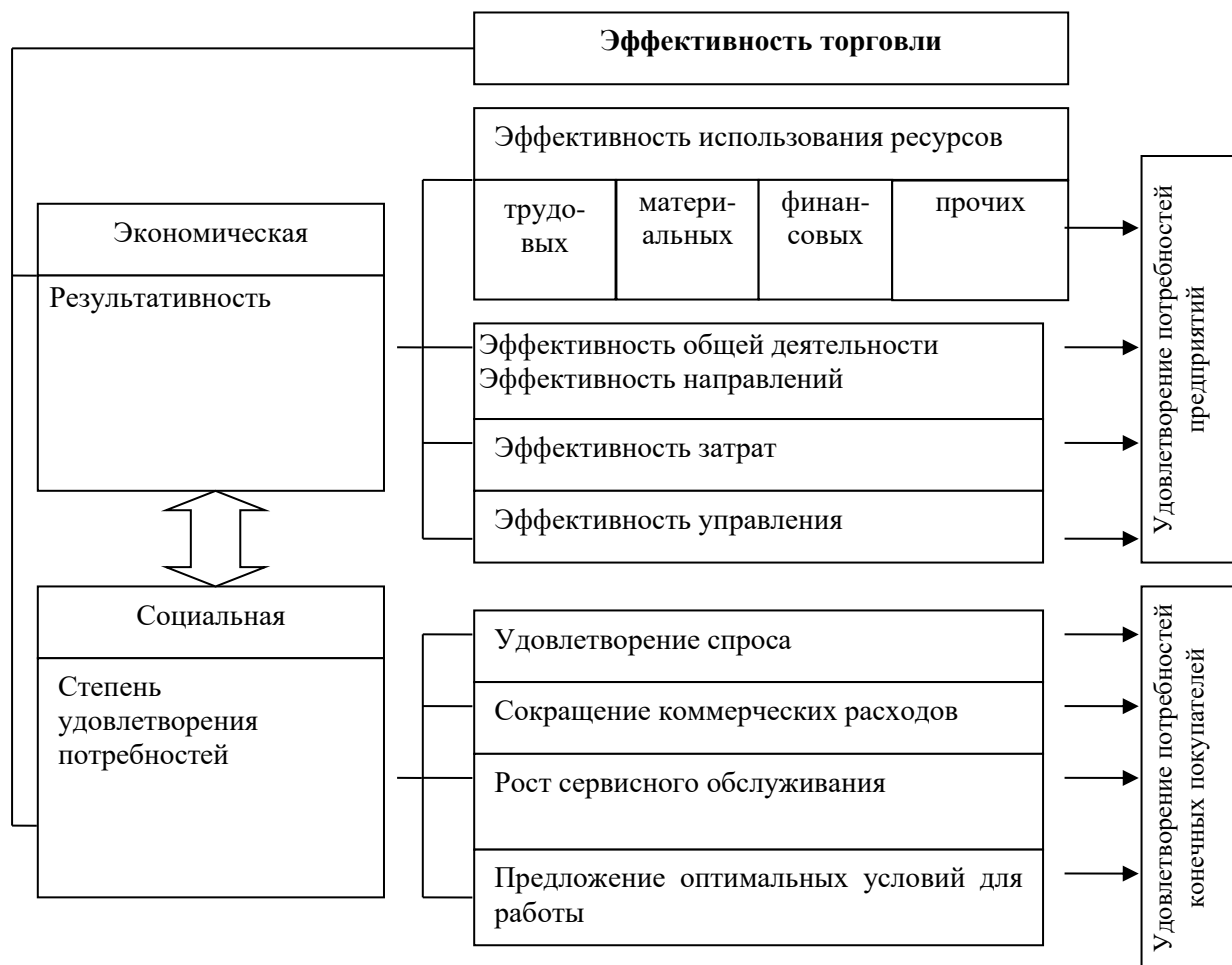 Эффективность торговли
Эффективность использования ресурсов
трудо-
вых
матери-
альных
финан-
совых
прочих
Экономическая
Результативность
Эффективность общей деятельности
Эффективность направлений
Эффективность затрат
Эффективность управления
Удовлетворение потребностей
предприятий
Социальная
Степень
удовлетворения
потребностей
Удовлетворение спроса
Сокращение коммерческих расходов
Рост сервисного обслуживания
Предложение оптимальных условий для
работы
Удовлетворение потребностей
конечных покупателей